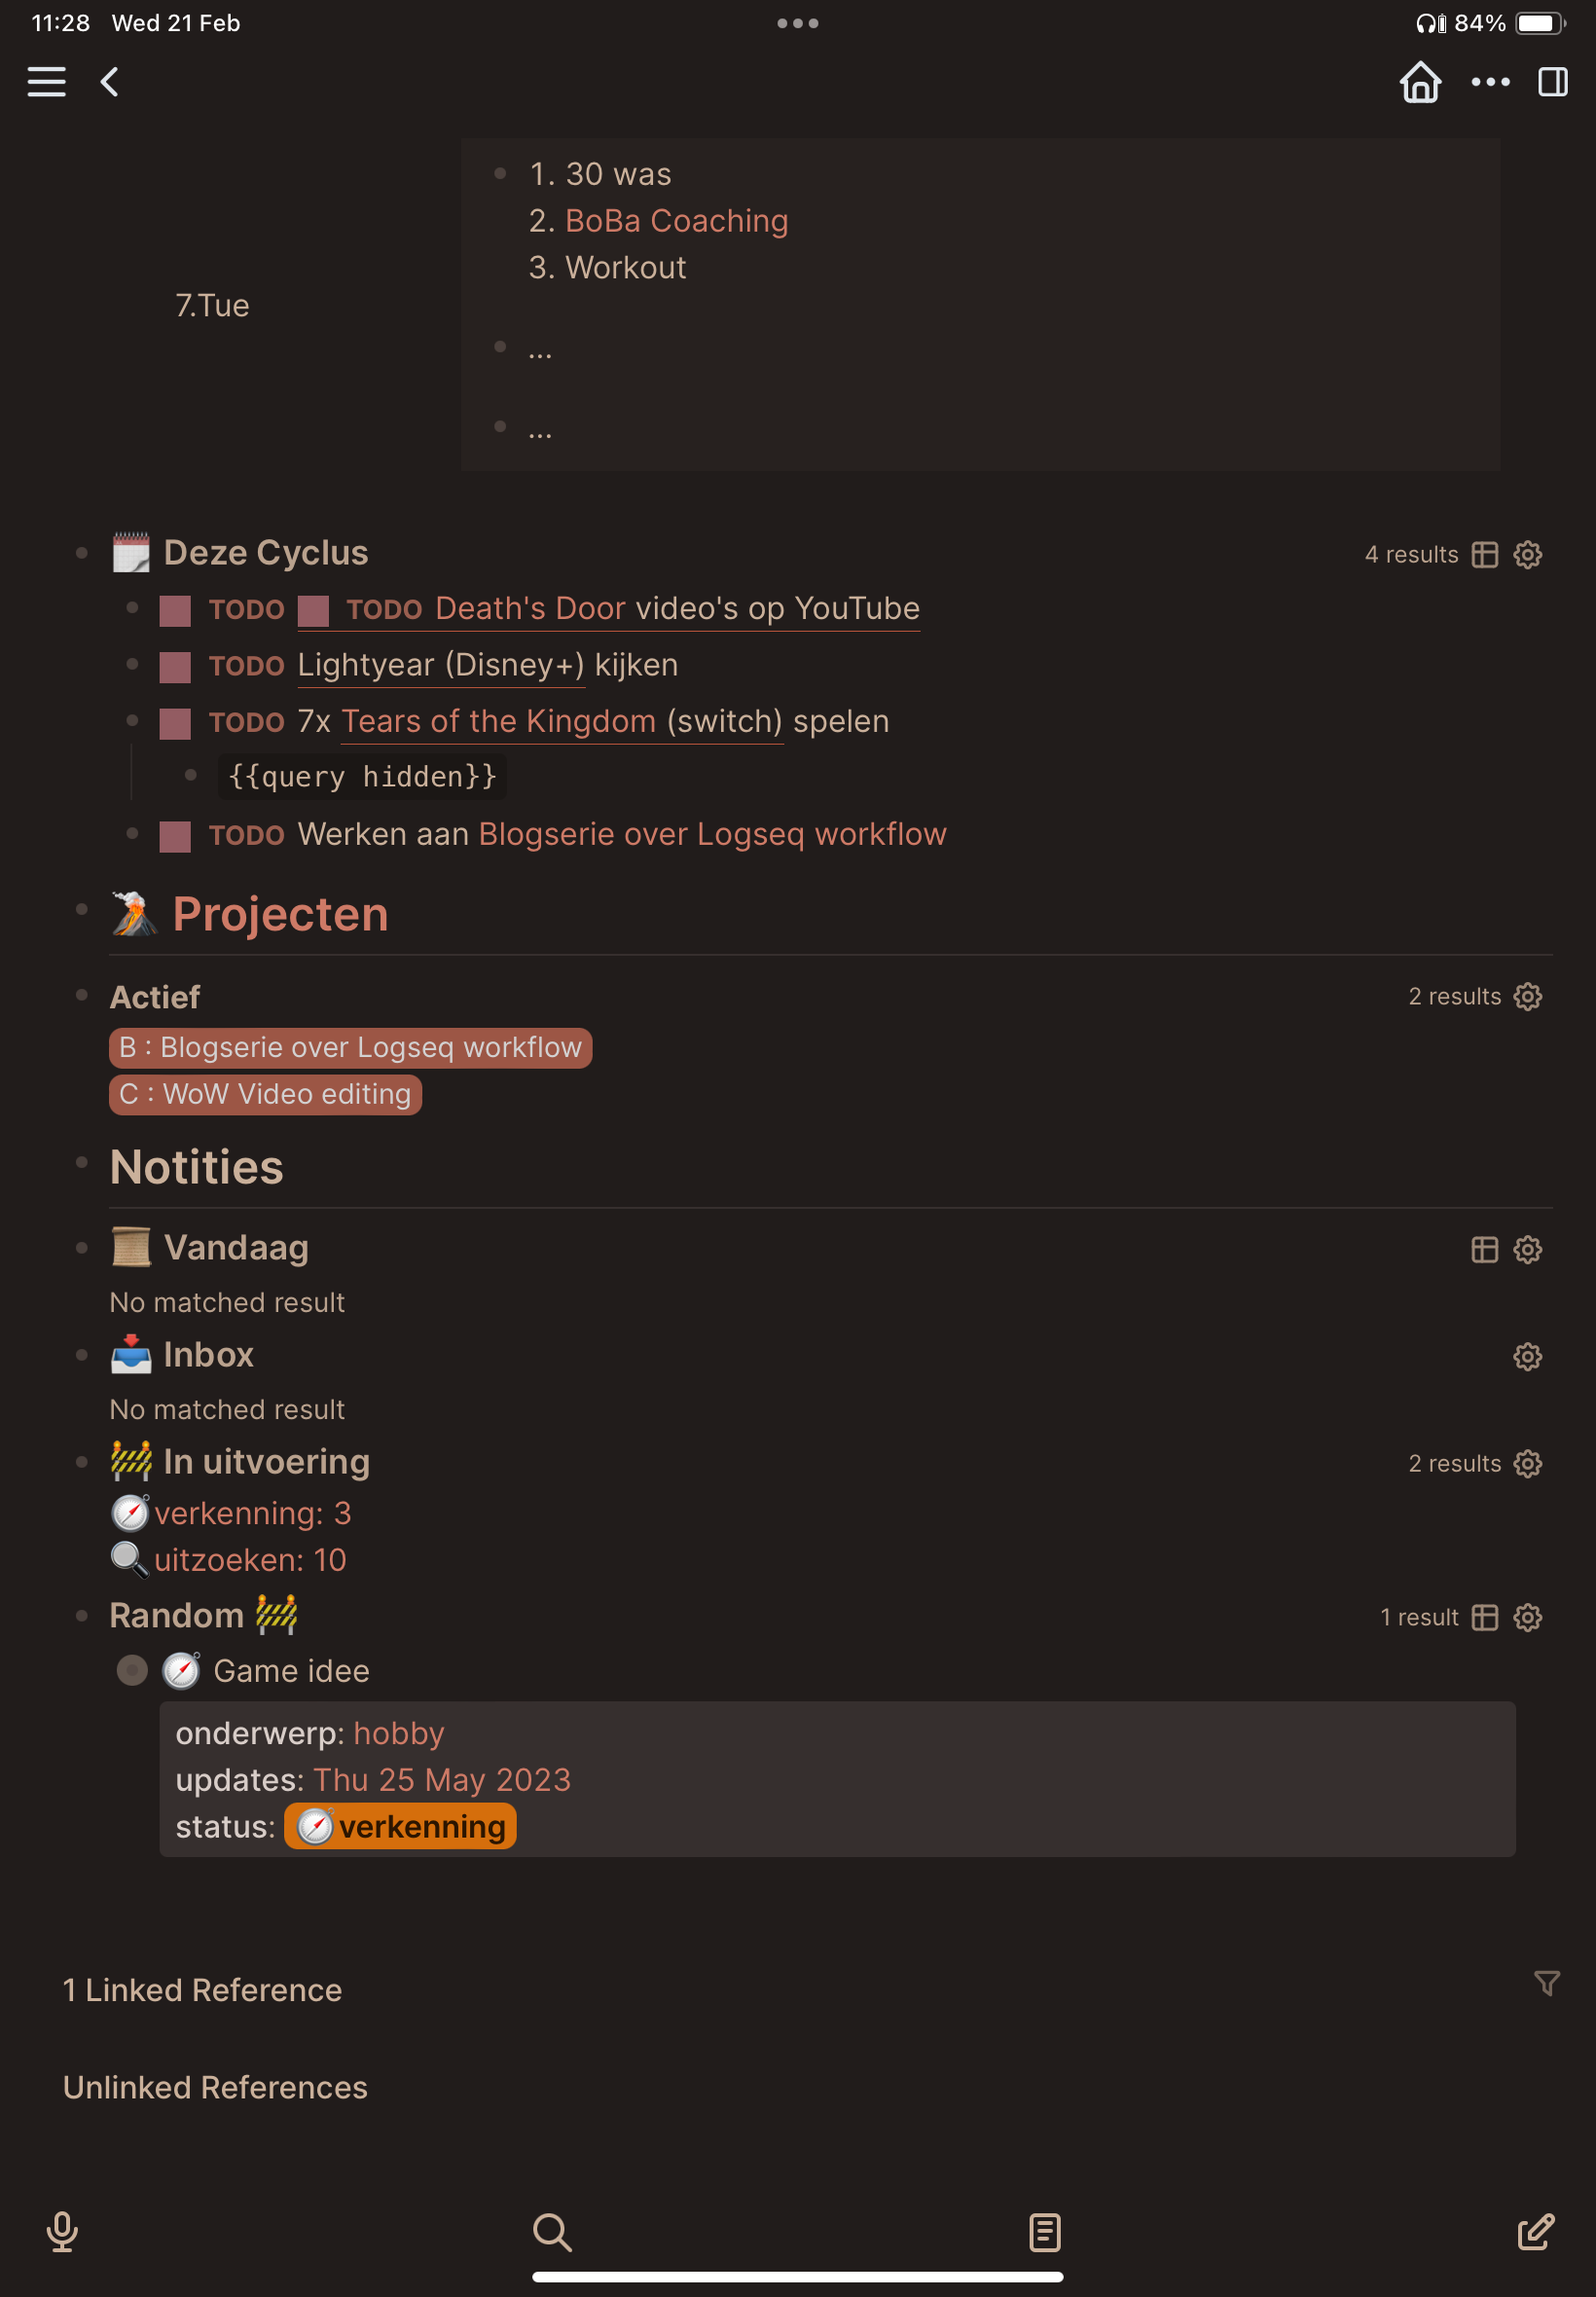 11:28 Wed 21 Feb
84%
1. 30 was
2. BoBa Coaching
3. Workout
7.Tue
...
...
Deze Cyclus
4 results
TODO TODO Death's Door video's op YouTube
TODO Lightyear (Disney+) kijken
TODO 7x Tears of the Kingdom (switch) spelen
{{query hidden}}
TODO Werken aan Blogserie over Logseq workflow
Projecten
Actief
2 results
B : Blogserie over Logseq workflow
C : WoW Video editing
Notities
Vandaag
No matched result
Inbox
No matched result
In uitvoering
2 results
verkenning: 3
uitzoeken: 10
Random
1 result
Game idee
onderwerp: hobby
updates: Thu 25 May 2023
status: verkenning
1 Linked Reference
Unlinked References